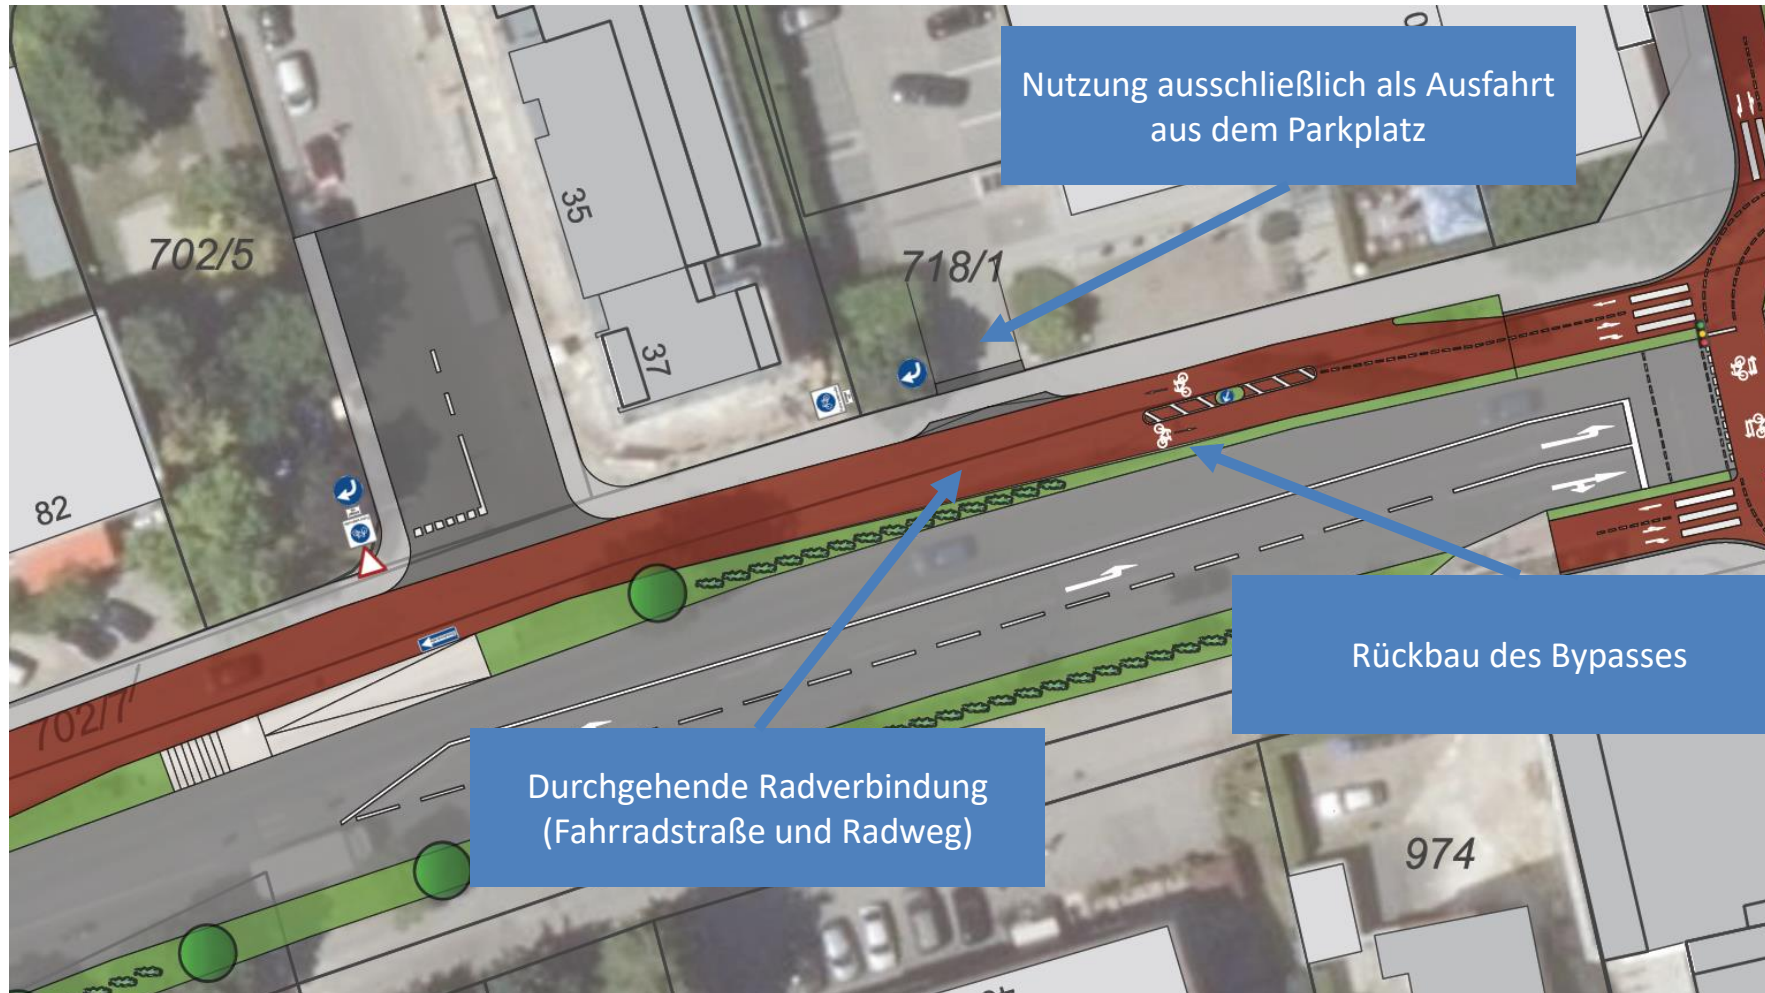 Nutzung ausschließlich als Ausfahrt
aus dem Parkplatz
702/5
35
718/1
37
82
702/7
Rückbau des Bypasses
Durchgehende Radverbindung
(Fahrradstraße und Radweg)
974